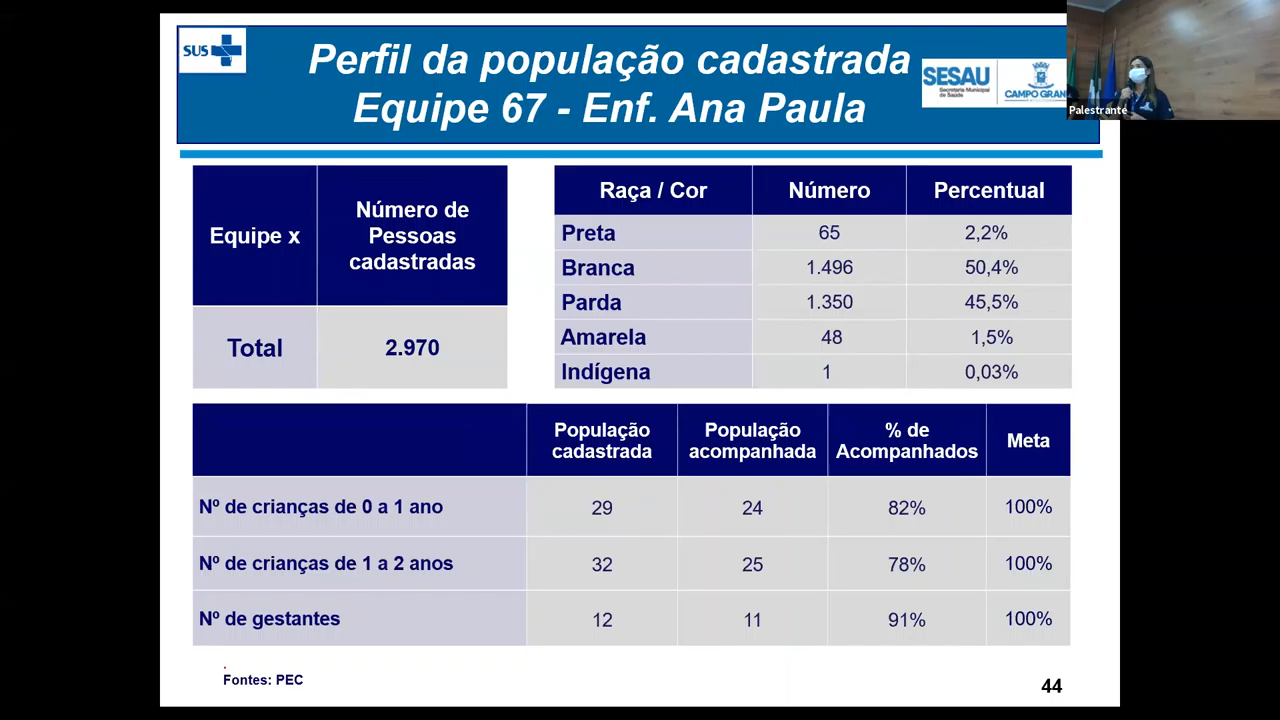 SUS
Perfil da população cadastrada
Equipe 67 - Enf. Ana Paula
SESAU
Secretaria Municipal
de Saúde
Palestrante
Equipe x
Número de
Pessoas
cadastradas
Total
2.970
Raça / Cor Número Percentual
Preta 65 2,2%
Branca 1.496 50,4%
Parda 1.350 45,5%
Amarela 48 1,5%
Indígena 1 0,03%
População
cadastrada
População
acompanhada
% de
Acompanhados
Meta
Nº de crianças de 0 a 1 ano 29 24 82% 100%
Nº de crianças de 1 a 2 anos 32 25 78% 100%
Nº de gestantes 12 11 91% 100%
Fontes: PEC
44